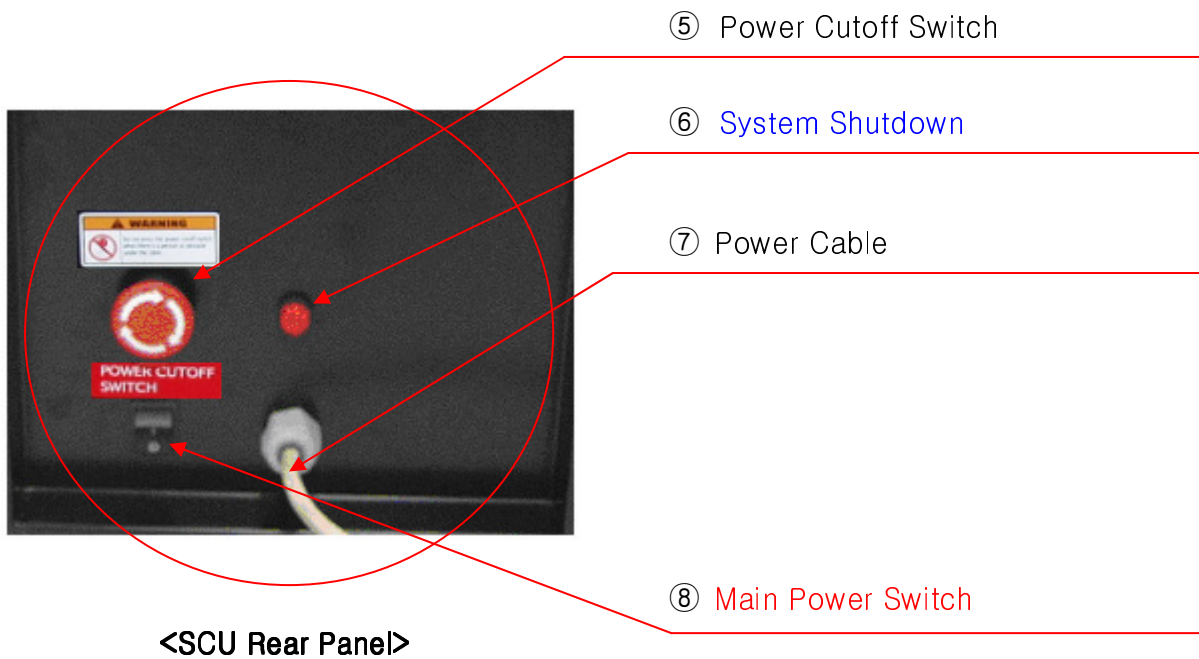 ⑤ Power Cutoff Switch
⑥ System Shutdown
WARNING
⑦ Power Cable
POWER CUTOFF
SWITCH
⑧ Main Power Switch
<SCU Rear Panel>